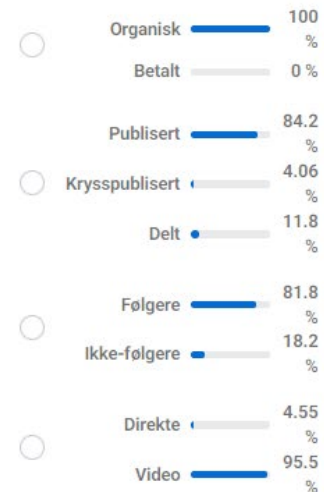 Organisk 100
%
Betalt 0 %
Publisert 84.2
%
Krysspublisert 4.06
%
Delt 11.8
%
Følgere 81.8
%
Ikke-følgere 18.2
%
Direkte 4.55
%
Video 95.5
%